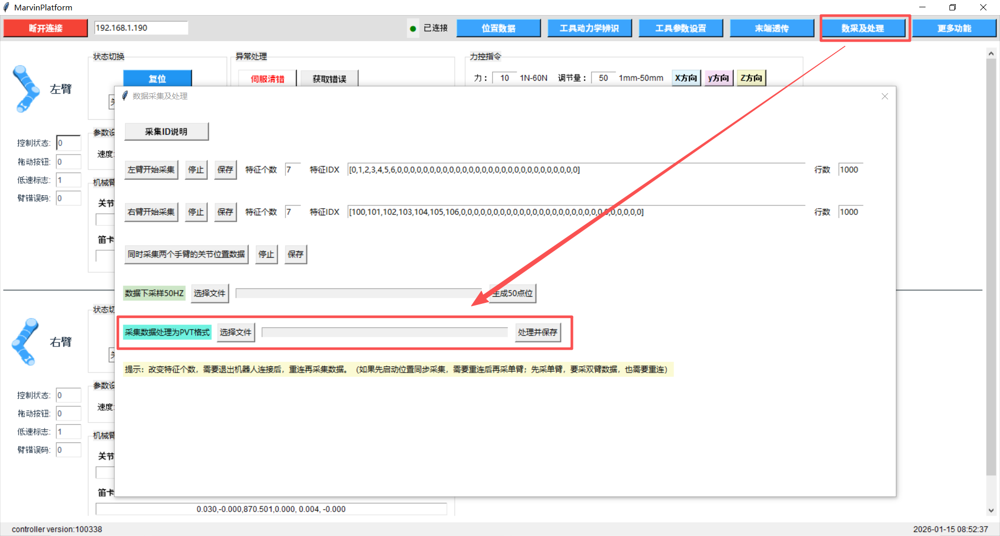 MarvinPlatform
断开连接 192.168.1.190 已连接 位置数据 工具动力学辨识 工具参数设置 末端透传 数采及处理 更多功能
状态切换 异常处理 力控指令
复位 伺服清错 获取错误 力： 10 1N-60N 调节量： 50 1mm-50mm X方向 y方向 Z方向
左臂
数据采集及处理
采集ID说明
参数设
控制状态: 0
速度:
拖动按钮: 0
左臂开始采集 停止 保存 特征个数 7 特征IDX [0,1,2,3,4,5,6,0,0,0,0,0,0,0,0,0,0,0,0,0,0,0,0,0,0,0,0,0,0,0,0,0,0,0,0] 行数 1000
低速标志: 1
机械臂
臂错误码: 0
关节
右臂开始采集 停止 保存 特征个数 7 特征IDX [100,101,102,103,104,105,106,0,0,0,0,0,0,0,0,0,0,0,0,0,0,0,0,0,0,0,0,0,0,0,0,0,0,0,0] 行数 1000
笛卡
同时采集两个手臂的关节位置数据 停止 保存
数据下采样50HZ 选择文件 生成50点位
状态切
采集数据处理为PVT格式 选择文件 处理并保存
右臂
提示：改变特征个数，需要退出机器人连接后，重连再采集数据。（如果先启动位置同步采集，需要重连后再采单臂；先采单臂，要采双臂数据，也需要重连）
参数设
控制状态: 0
速度:
拖动按钮: 0
低速标志: 1
机械臂
臂错误码: 0
关节
笛卡
0.030,-0.000,870.501,0.000, 0.004, -0.000
controller version:100338 2026-01-15 08:52:37